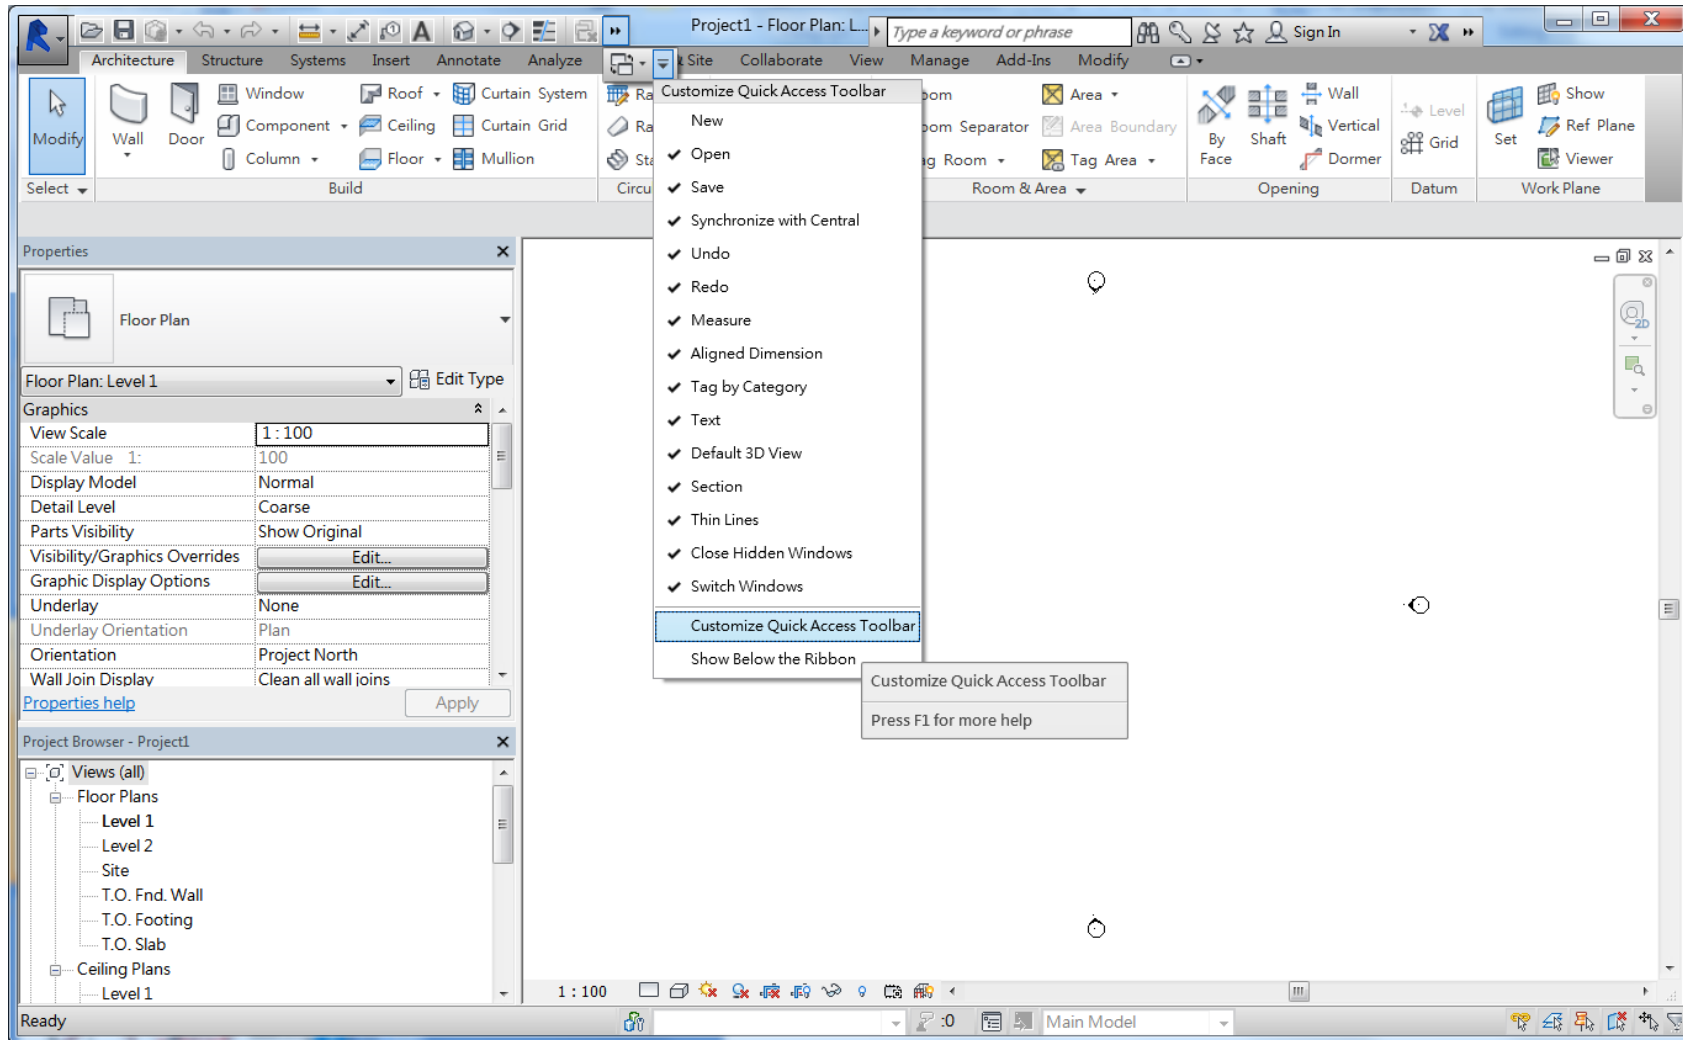 Project1 - Floor Plan: L...
Type a keyword or phrase
Sign In
Architecture Structure Systems Insert Annotate Analyze & Site Collaborate View Manage Add-Ins Modify
Modify
Wall
Door
Window
Component
Column
Roof
Ceiling
Floor
Curtain System
Curtain Grid
Mullion
Area
Area Boundary
Tag Area
By
Face
Shaft
Wall
Vertical
Dormer
Level
Grid
Set
Show
Ref Plane
Viewer
Select
Build
Room & Area
Opening
Datum
Work Plane
Customize Quick Access Toolbar
New
Open
Save
Synchronize with Central
Undo
Redo
Measure
Aligned Dimension
Tag by Category
Text
Default 3D View
Section
Thin Lines
Close Hidden Windows
Switch Windows
Customize Quick Access Toolbar
Show Below the Ribbon
Customize Quick Access Toolbar
Press F1 for more help
Properties
Floor Plan
Floor Plan: Level 1
Edit Type
Graphics
View Scale 1 : 100
Scale Value 1: 100
Display Model Normal
Detail Level Coarse
Parts Visibility Show Original
Visibility/Graphics Overrides Edit...
Graphic Display Options Edit...
Underlay None
Underlay Orientation Plan
Orientation Project North
Wall Join Display Clean all wall joins
Properties help
Apply
Project Browser - Project1
Views (all)
Floor Plans
Level 1
Level 2
Site
T.O. Fnd. Wall
T.O. Footing
T.O. Slab
Ceiling Plans
Level 1
2D
1 : 100
Ready
:0
Main Model